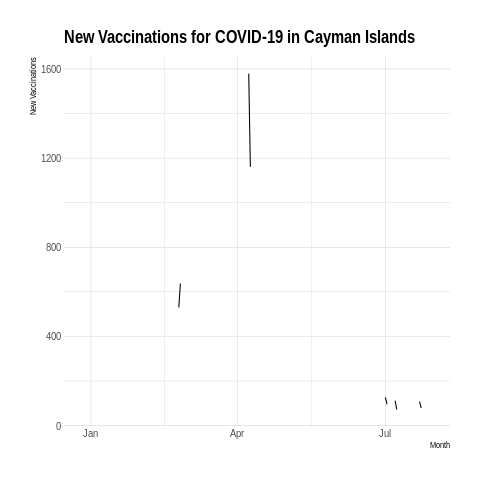 New Vaccinations for COVID-19 in Cayman Islands
New Vaccinations
1600
1200
800
400
0
Jan Apr Jul
Month